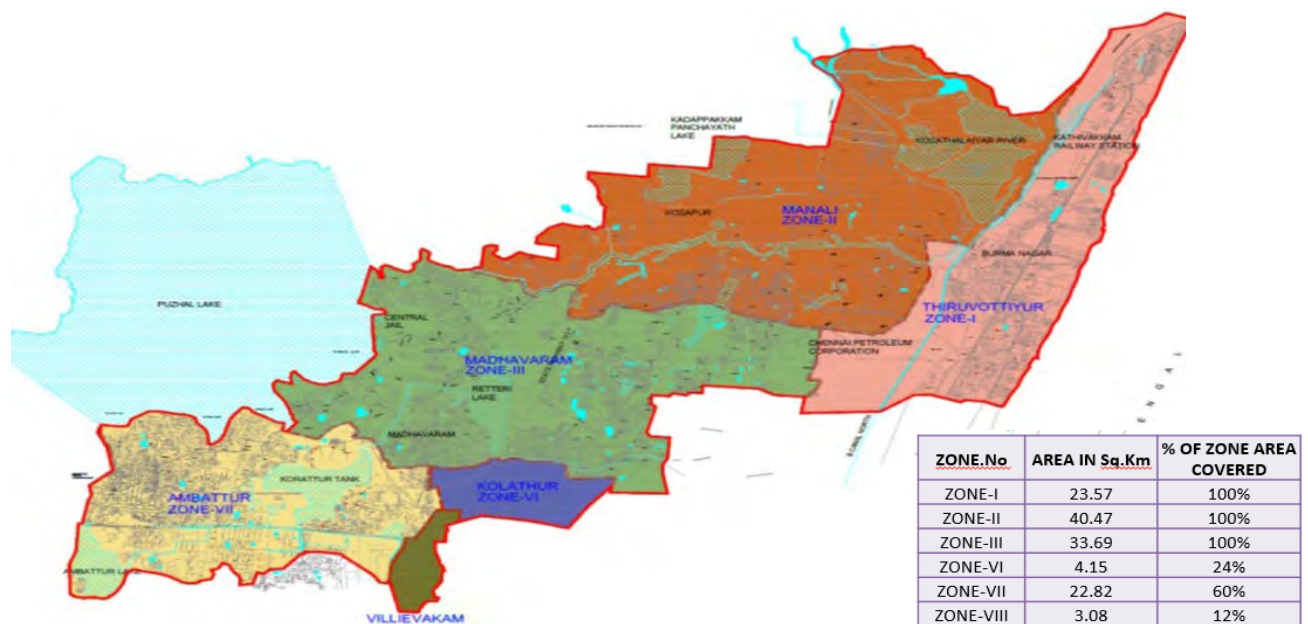 KADAPPAKKAM
PANCHAYATH
LAKE
KOSATHALAIYAR RIVER
KATHIVAKKAM
RAILWAY STATION
KOSAPUR
MANALI
ZONE-II
BURMA NAGAR
PUZHAL LAKE
THIRUVOTTIYUR
ZONE-I
CENTRAL
JAIL
CHENNAI PETROLEUM
CORPORATION
MADHAVARAM
ZONE-III
RETTERI
LAKE
MADHAVARAM
KORATTUR TANK
KOLATHUR
ZONE-VI
AMBATTUR
ZONE-VII
AMBATTUR
VILLIEVAKAM
E N G A L
ZONE.No AREA IN Sq.Km % OF ZONE AREA
COVERED
ZONE-I 23.57 100%
ZONE-II 40.47 100%
ZONE-III 33.69 100%
ZONE-VI 4.15 24%
ZONE-VII 22.82 60%
ZONE-VIII 3.08 12%